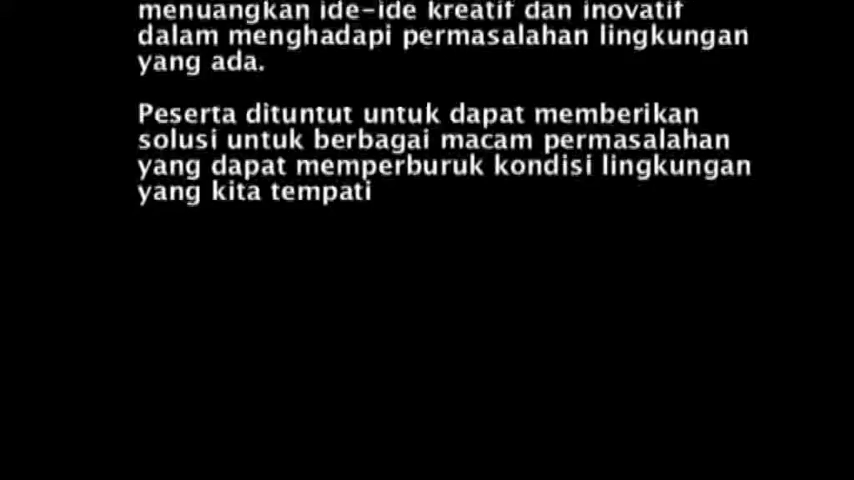 menuangkan ide-ide kreatif dan inovatif
dalam menghadapi permasalahan lingkungan
yang ada.
Peserta dituntut untuk dapat memberikan
solusi untuk berbagai macam permasalahan
yang dapat memperburuk kondisi lingkungan
yang kita tempati